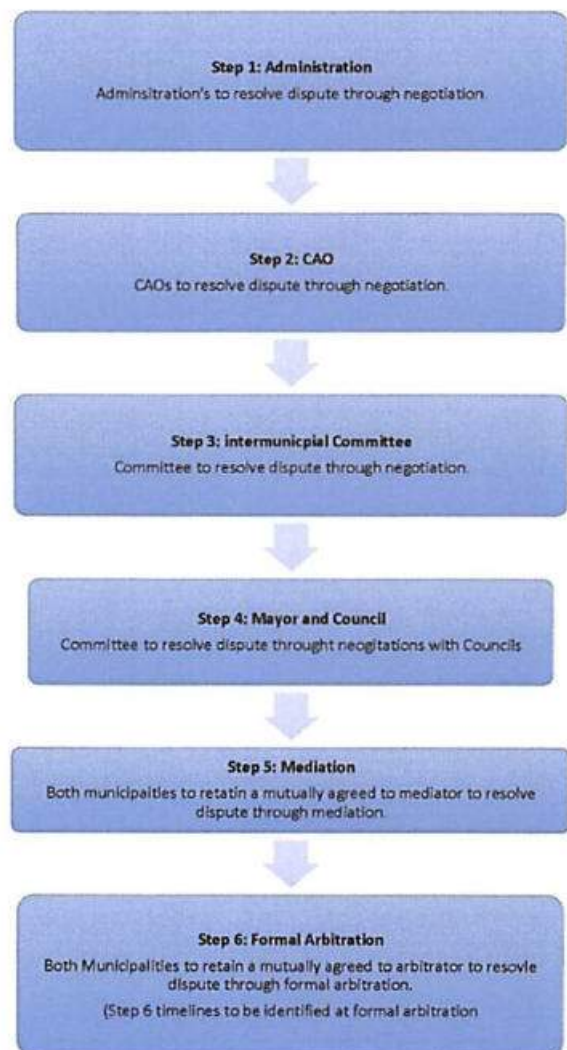 Step 1: Administration
Adminsitration's to resolve dispute through negotiation.
Step 2: CAO
CAOs to resolve dispute through negotiation.
Step 3: intermunicpial Committee
Committee to resolve dispute through negotiation.
Step 4: Mayor and Council
Committee to resolve dispute throught neogitations with Councils
Step 5: Mediation
Both municipaities to retatin a mutually agreed to mediator to resolve
dispute through mediation.
Step 6: Formal Arbitration
Both Municipalities to retain a mutually agreed to arbitrator to resovle
dispute through formal arbitration.
(Step 6 timelines to be identified at formal arbitration